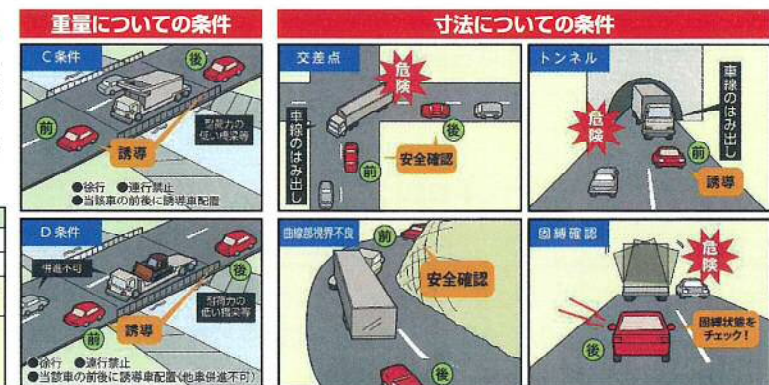 重量についての条件
C条件
後
前
誘導
耐荷力の
低い橋梁等
●徐行 ●連行禁止
●当該車の前後に誘導車配置
D条件
併進不可
後
前
誘導
耐荷力の
低い橋梁等
●徐行 ●連行禁止
●当該車の前後に誘導車配置(他車併進不可)
寸法についての条件
交差点
危険
車線のはみ出し
後
前
安全確認
トンネル
危険
車線のはみ出し
前
誘導
曲線部視界不良
前
安全確認
後
固縛確認
危険
後
固縛状態を
チェック!